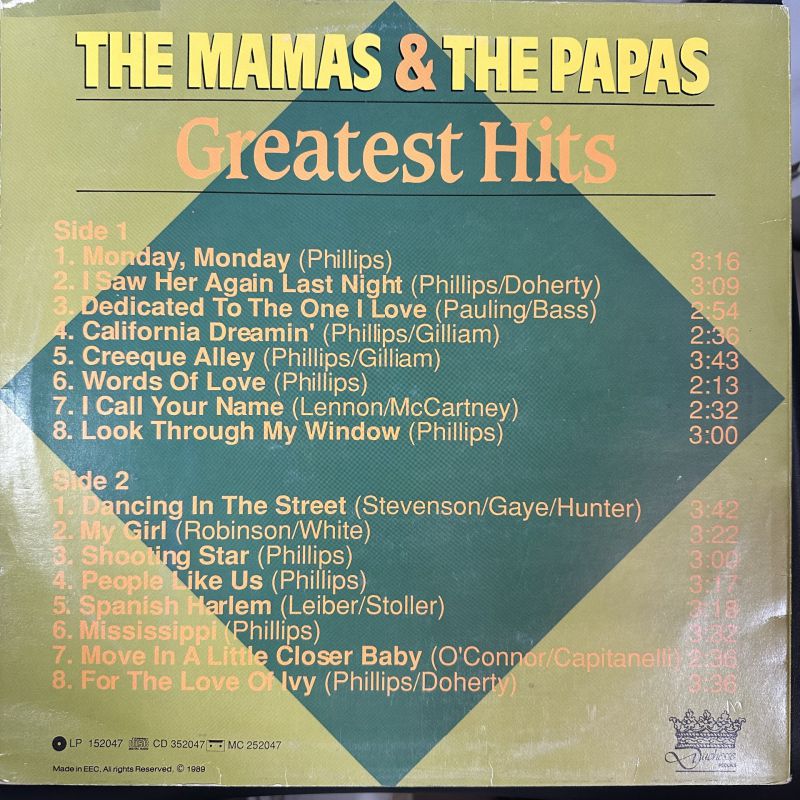 THE MAMAS & THE PAPAS
Greatest Hits
Side 1
1. Monday, Monday (Phillips) 3:16
2. I Saw Her Again Last Night (Phillips/Doherty) 3:09
3. Dedicated To The One I Love (Pauling/Bass) 2:54
4. California Dreamin' (Phillips/Gilliam) 2:36
5. Creeque Alley (Phillips/Gilliam) 3:43
6. Words Of Love (Phillips) 2:13
7. I Call Your Name (Lennon/McCartney) 2:32
8. Look Through My Window (Phillips) 3:00
Side 2
1. Dancing In The Street (Stevenson/Gaye/Hunter) 3:42
2. My Girl (Robinson/White) 3:22
3. Shooting Star (Phillips) 3:00
4. People Like Us (Phillips) 3:17
5. Spanish Harlem (Leiber/Stoller) 3:18
6. Mississippi (Phillips) 3:32
7. Move In A Little Closer Baby (O'Connor/Capitanelli) 2:36
8. For The Love Of Ivy (Phillips/Doherty) 3:36
LP 152047 CD 352047 MC 252047
Made in EEC. All rights Reserved. © 1989
Duchesse